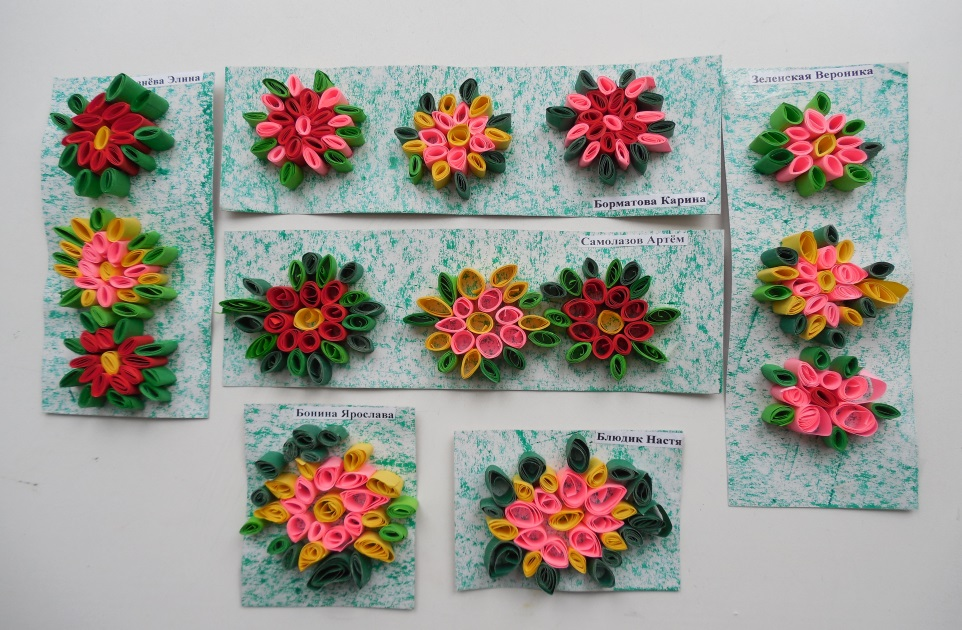 Элина
Зеленская Вероника
Борматова Карина
Самолазов Артём
Бонина Ярослава
Блюдик Настя